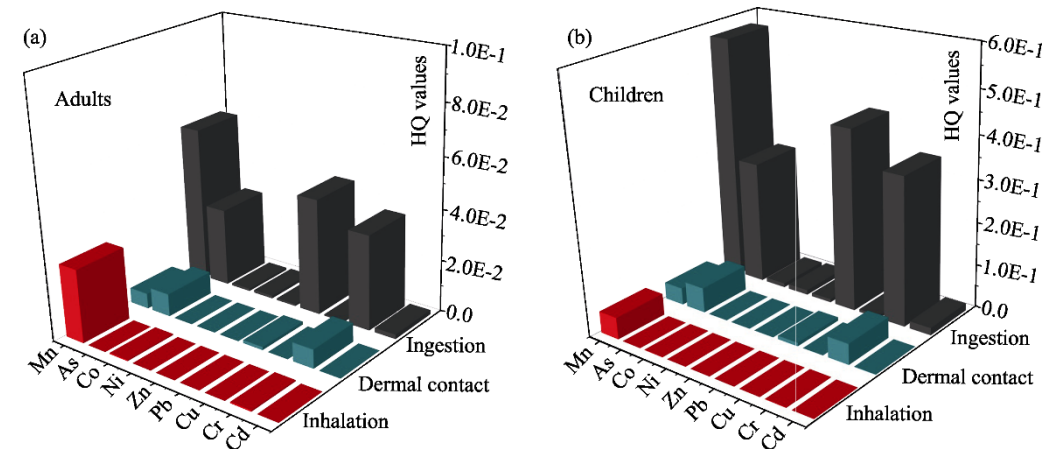 (a)
Adults
HQ values
1.0E-1
8.0E-2
6.0E-2
4.0E-2
2.0E-2
0.0
Mn
As
Co
Ni
Zn
Pb
Cu
Cr
Cd
Ingestion
Dermal contact
Inhalation
(b)
Children
HQ values
6.0E-1
5.0E-1
4.0E-1
3.0E-1
2.0E-1
1.0E-1
0.0
Mn
As
Co
Ni
Zn
Pb
Cu
Cr
Cd
Ingestion
Dermal contact
Inhalation